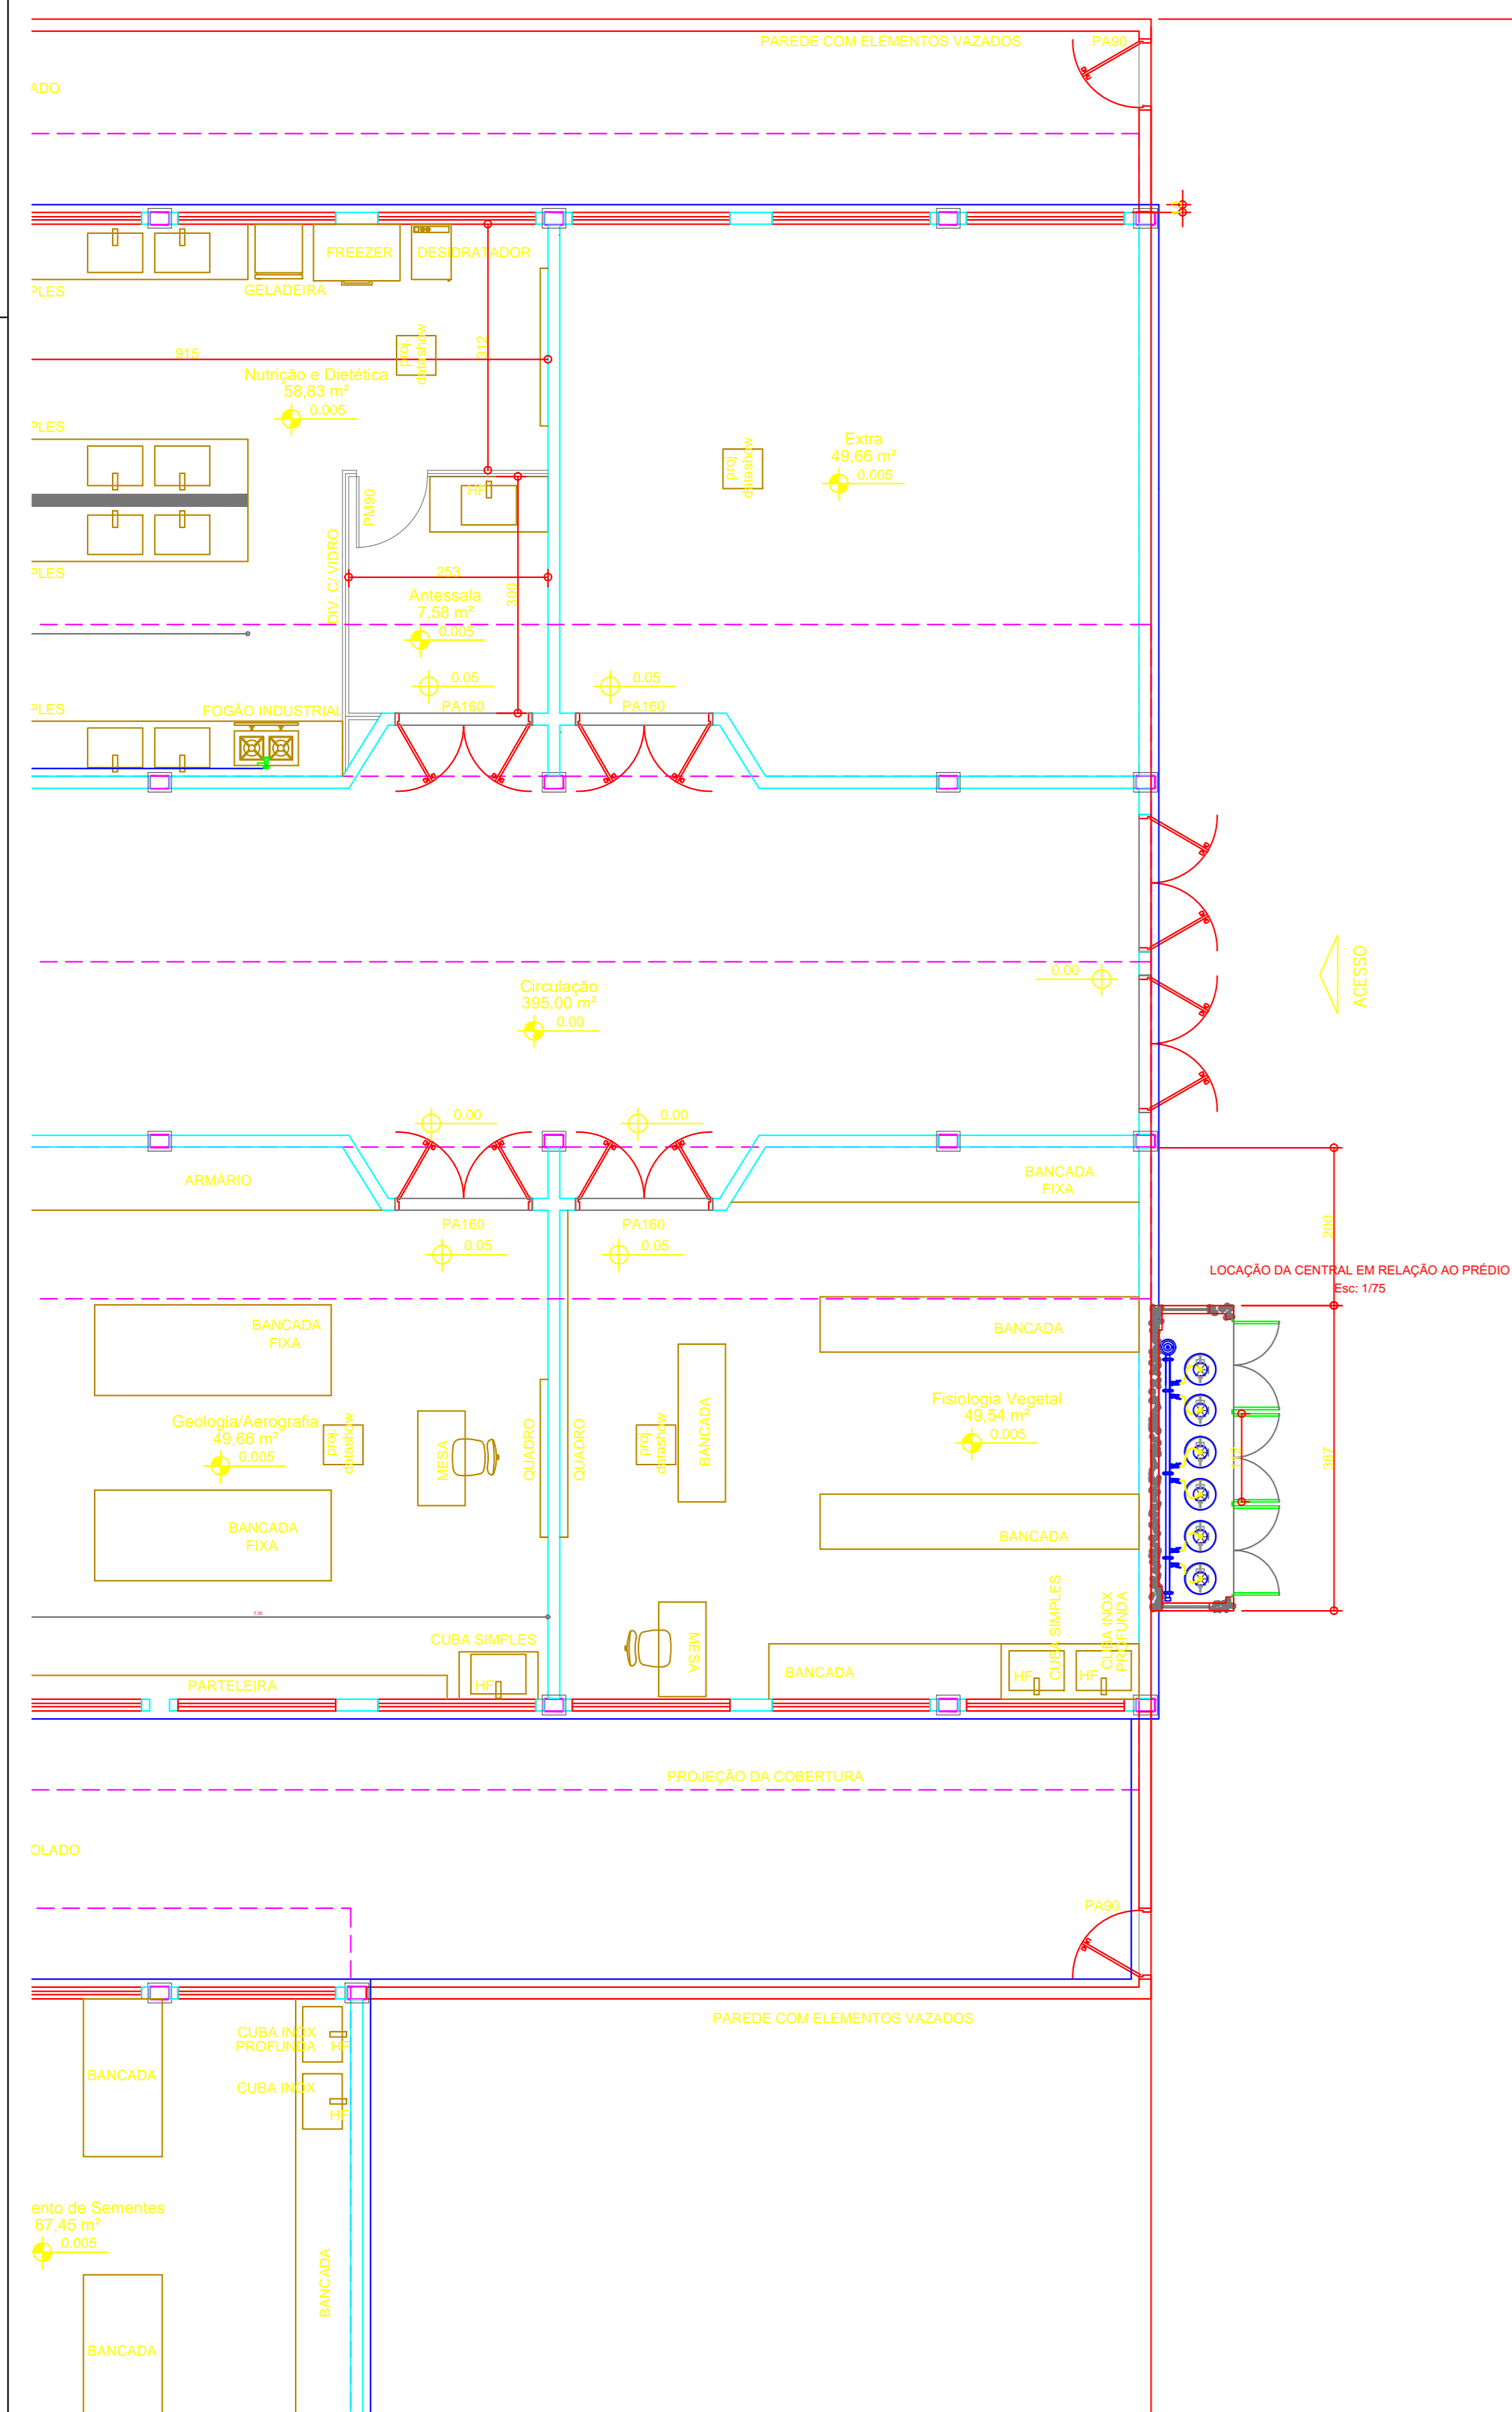 PAREDE COM ELEMENTOS VAZADOS
PA90
ADO
FREEZER
DESIDRATADOR
GELADEIRA
PLES
915
312
proj.
datashow
Nutrição e Dietética
58,83 m²
0.005
PLES
Extra
49,66 m²
0.005
proj.
datashow
HF
PM90
DIV. C/ VIDRO
PLES
253
300
Antessala
7,58 m²
0.005
0.05
0.05
PA160
PA160
PLES
FOGÃO INDUSTRIAL
Circulação
395,00 m²
0.00
0.00
ACESSO
0.00
0.00
ARMÁRIO
BANCADA
FIXA
PA160
PA160
0.05
0.05
200
LOCAÇÃO DA CENTRAL EM RELAÇÃO AO PRÉDIO
Esc: 1/75
BANCADA
FIXA
BANCADA
Geologia/Aerografia
49,66 m²
0.005
proj.
datashow
MESA
QUADRO
QUADRO
proj.
datashow
BANCADA
Fisiologia Vegetal
49,54 m²
0.005
112
387
BANCADA
FIXA
BANCADA
7.35
CUBA SIMPLES
HF
MESA
BANCADA
CUBA SIMPLES
CUBA INOX
PROFUNDA
HF
HF
PARTELEIRA
PROJEÇÃO DA COBERTURA
OLADO
PA90
PAREDE COM ELEMENTOS VAZADOS
CUBA INOX
PROFUNDA
HF
BANCADA
CUBA INOX
HF
ento de Sementes
67,45 m²
0.005
BANCADA
BANCADA